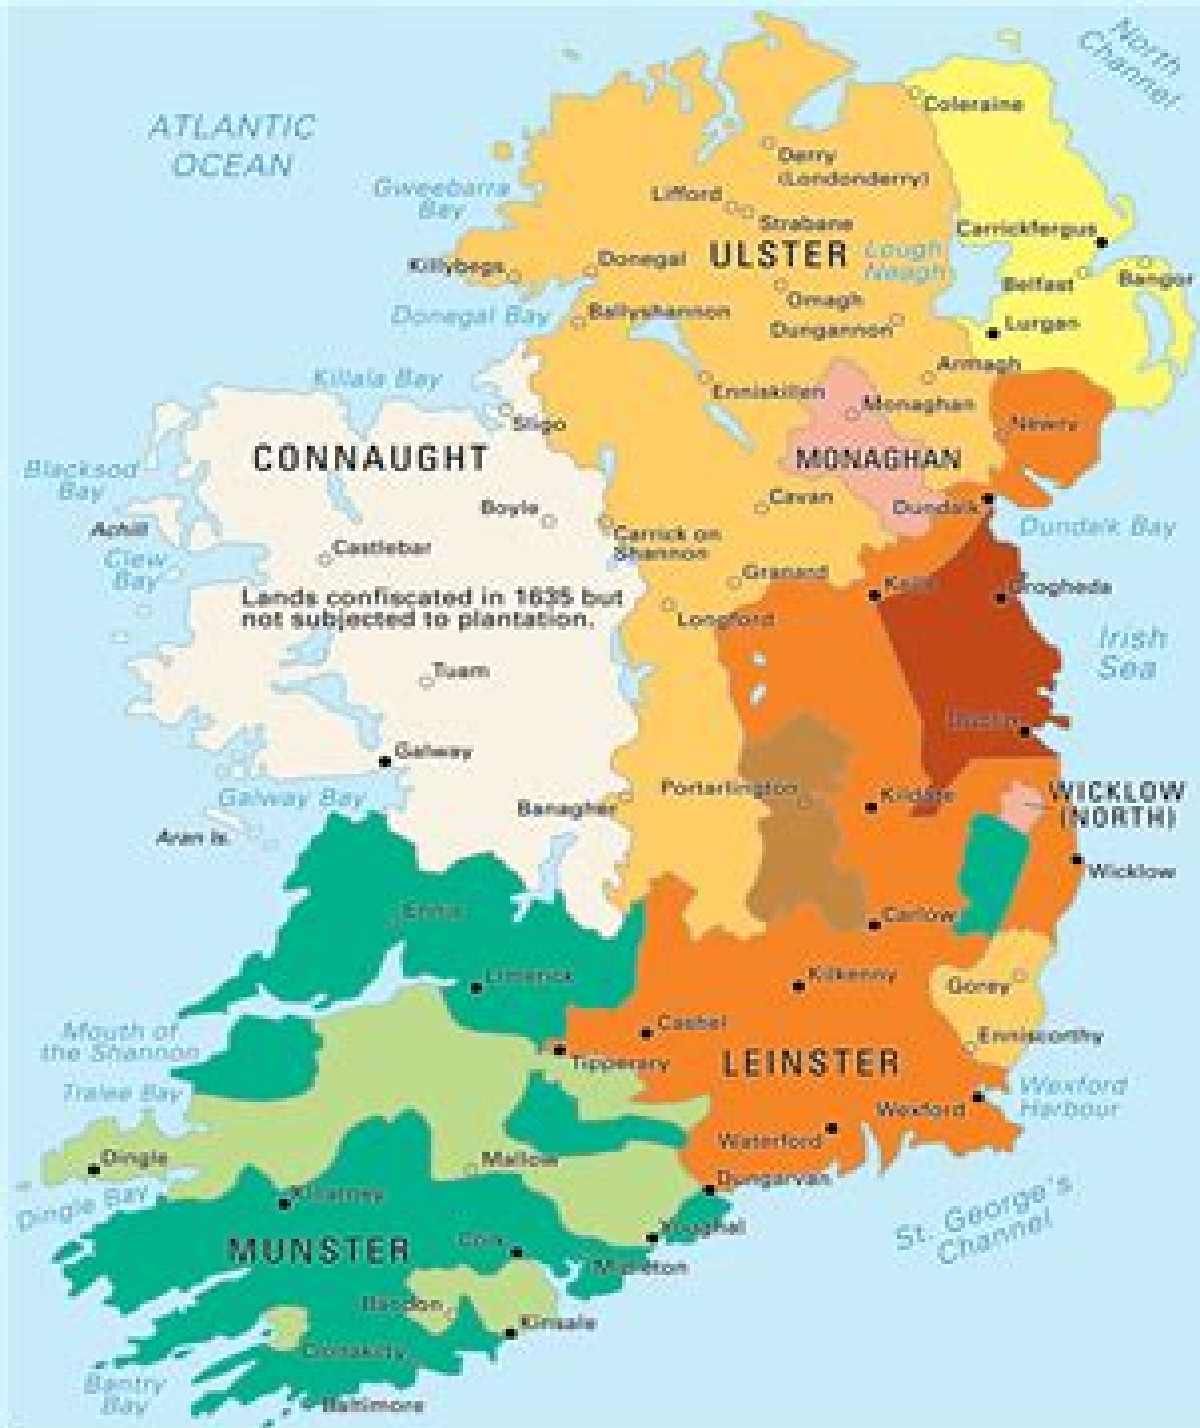 North
Channel
ATLANTIC
OCEAN
Coleraine
Derry
(Londonderry)
Gweebarra
Bay
Lifford
Strabane
Carrickfergus
ULSTER
Lough
Neagh
Killybegs
Donegal
Belfast
Bangor
Omagh
Donegal Bay
Ballyshannon
Dungannon
Lurgan
Armagh
Killala Bay
Enniskillen
Monaghan
Sligo
Newry
CONNAUGHT
MONAGHAN
Blacksod
Bay
Cavan
Boyle
Dundalk
Achill
Dundalk Bay
Carrick on
Shannon
Castlebar
Clew
Bay
Granard
Kells
Drogheda
Lands confiscated in 1635 but
not subjected to plantation.
Longford
Irish
Sea
Tuam
Galway
Portarlington
Kildare
WICKLOW
(NORTH)
Galway Bay
Banagher
Aran Is.
Wicklow
Ennis
Carlow
Limerick
Kilkenny
Gorey
Cashel
Mouth of
the Shannon
Enniscorthy
Tipperary
LEINSTER
Tralee Bay
Wexford
Harbour
Wexford
Waterford
Dingle
Mallow
Dungarvan
Dingle Bay
Killarney
St. George's
Channel
Youghal
MUNSTER
Cork
Midleton
Bandon
Kinsale
Clonakilty
Bantry
Bay
Baltimore